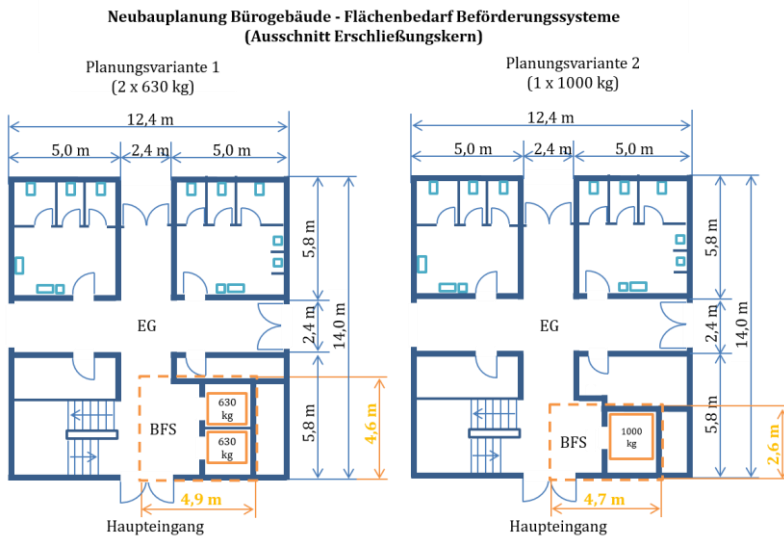 Neubauplanung Bürogebäude - Flächenbedarf Beförderungssysteme
(Ausschnitt Erschließungskern)
Planungsvariante 1
(2 x 630 kg)
12,4 m
5,0 m
2,4 m
5,0 m
5,8 m
2,4 m
14,0 m
5,8 m
EG
BFS
630
kg
630
kg
4,6 m
4,9 m
Haupteingang
Planungsvariante 2
(1 x 1000 kg)
12,4 m
5,0 m
2,4 m
5,0 m
5,8 m
2,4 m
14,0 m
5,8 m
EG
BFS
1000
kg
2,6 m
4,7 m
Haupteingang